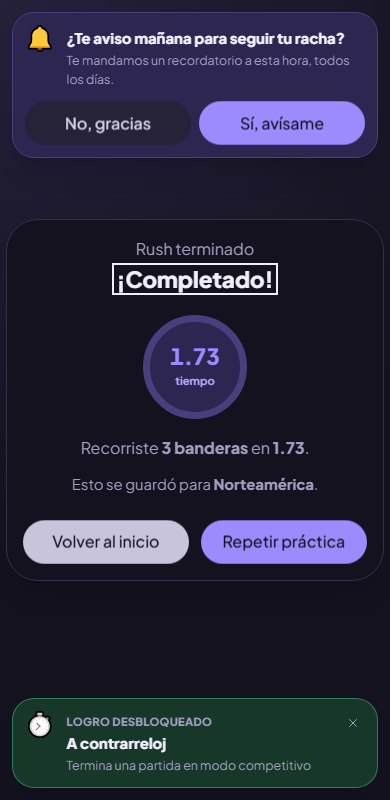 ¿Te aviso mañana para seguir tu racha?
Te mandamos un recordatorio a esta hora, todos
los días.
No, gracias
Sí, avísame
Rush terminado
¡Completado!
1.73
tiempo
Recorriste 3 banderas en 1.73.
Esto se guardó para Norteamérica.
Volver al inicio
Repetir práctica
LOGRO DESBLOQUEADO
A contrarreloj
Termina una partida en modo competitivo